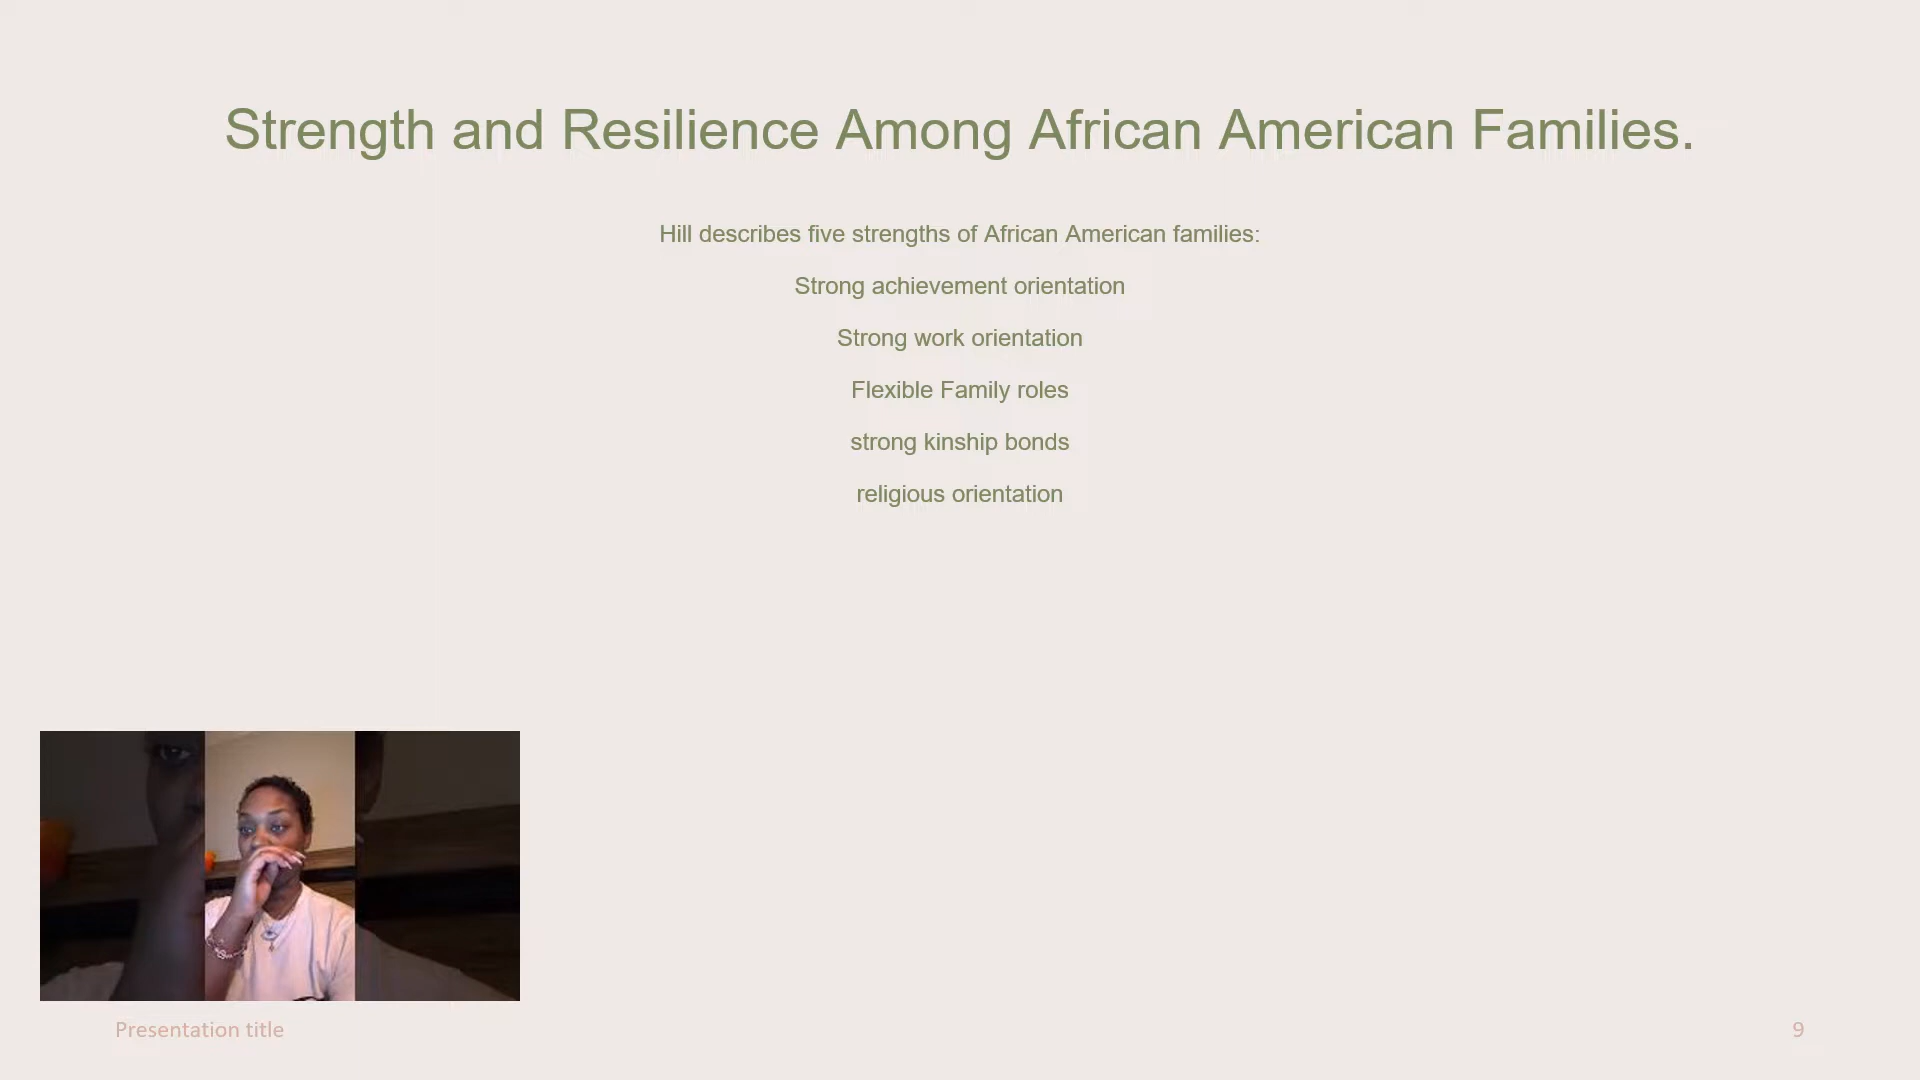 Strength and Resilience Among African American Families.
Hill describes five strengths of African American families:
Strong achievement orientation
Strong work orientation
Flexible Family roles
strong kinship bonds
religious orientation
Presentation title
9